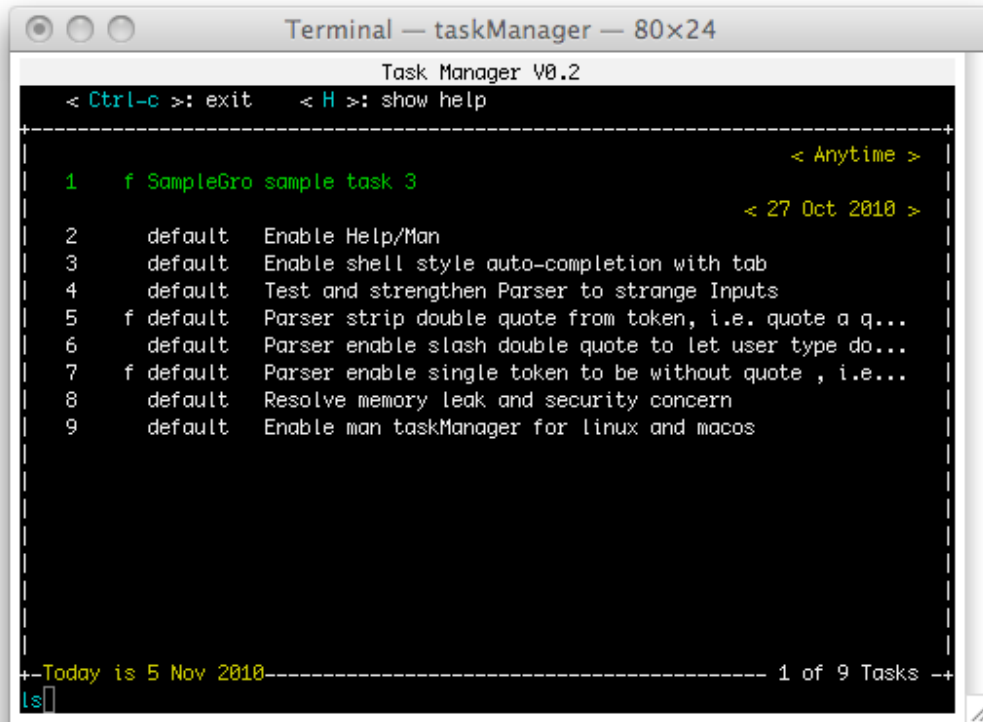 Terminal — taskManager — 80×24
Task Manager V0.2
< Ctrl-c >: exit < H >: show help
< Anytime >
1 f SampleGro sample task 3
< 27 Oct 2010 >
2 default Enable Help/Man
3 default Enable shell style auto-completion with tab
4 default Test and strengthen Parser to strange Inputs
5 f default Parser strip double quote from token, i.e. quote a q...
6 default Parser enable slash double quote to let user type do...
7 f default Parser enable single token to be without quote , i.e...
8 default Resolve memory leak and security concern
9 default Enable man taskManager for linux and macos
Today is 5 Nov 2010 1 of 9 Tasks
ls